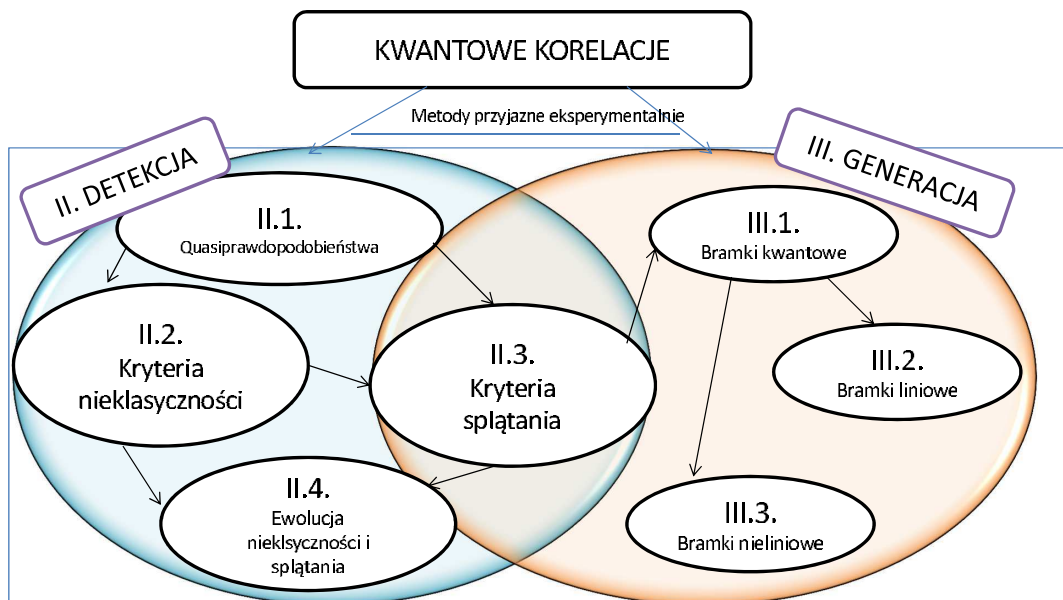 KWANTOWE KORELACJE
Metody przyjazne eksperymentalnie
II. DETEKCJA
III. GENERACJA
II.1.
Quasiprawdopodobieństwa
II.2.
Kryteria
nieklasyczności
II.3.
Kryteria
splątania
II.4.
Ewolucja
nieklsyczności i
splątania
III.1.
Bramki kwantowe
III.2.
Bramki liniowe
III.3.
Bramki nieliniowe